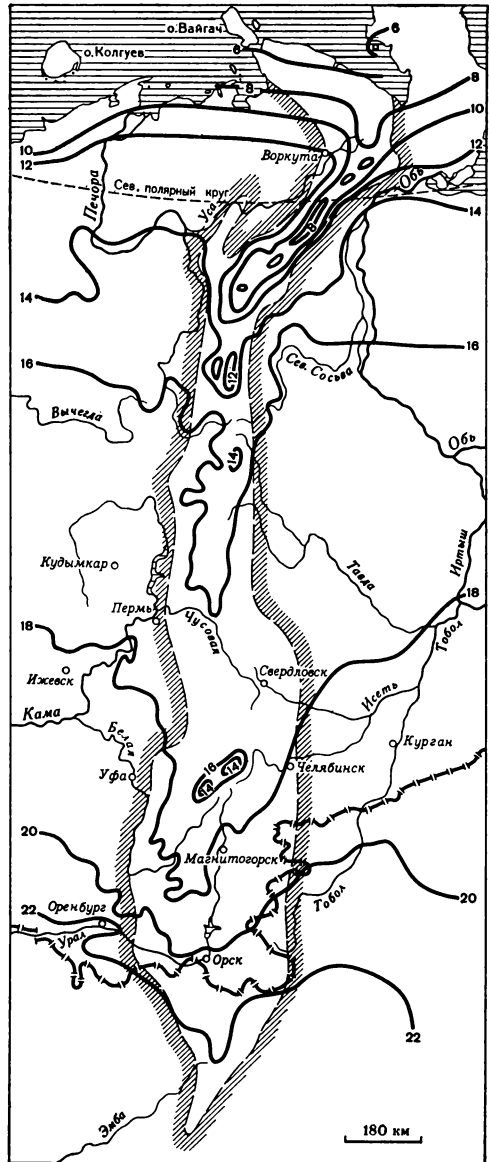 о.Вайгач
6
о.Колгуев
6
8
8
10
10
12
12
Воркута
Обь
Сев. полярный круг
Печора
Уса
8
14
14
16
16
12
Сев. Сосьва
Вычегда
Обь
14
Кудымкар
Тавда
Иртыш
18
Пермь
Чусовая
Тобол
18
Ижевск
Свердловск
Исеть
Кама
Белая
Курган
16
14
14
Челябинск
Уфа
20
Магнитогорск
20
Тобол
22
Оренбург
Урал
Орск
22
Эмба
180 км